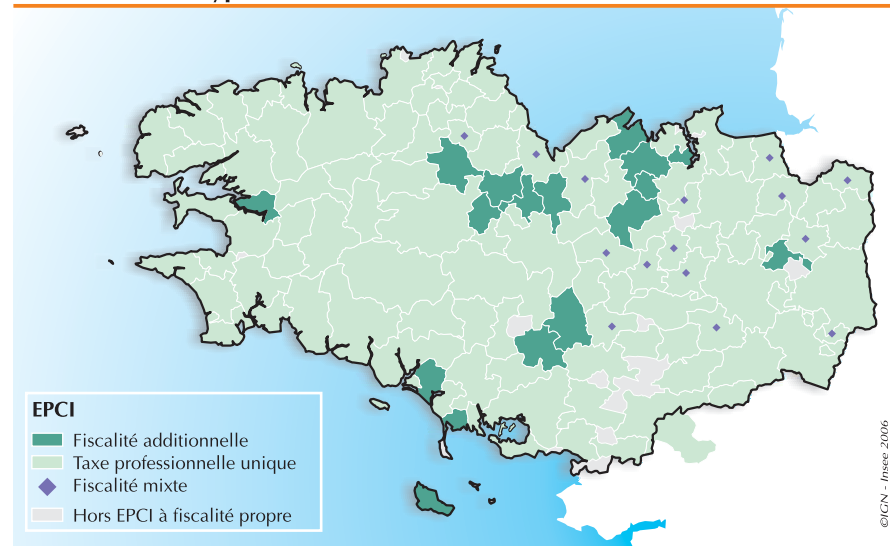 EPCI
Fiscalité additionnelle
Taxe professionnelle unique
Fiscalité mixte
Hors EPCI à fiscalité propre
©IGN - Insee 2006